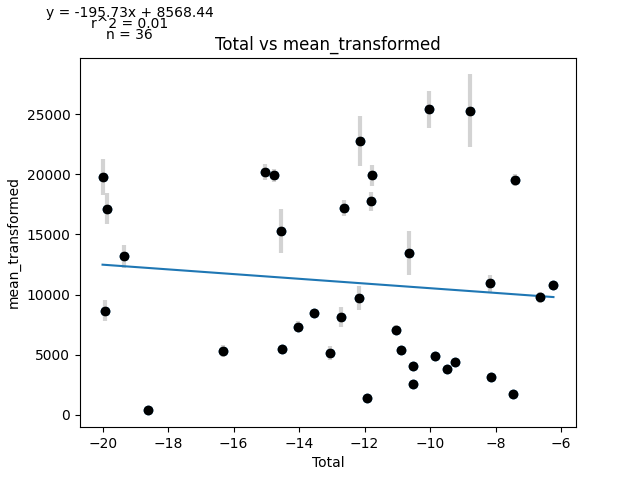 y = -195.73x + 8568.44
r^2 = 0.01
n = 36
Total vs mean_transformed
mean_transformed
25000
20000
15000
10000
5000
0
−20
−18
−16
−14
−12
−10
−8
−6
Total